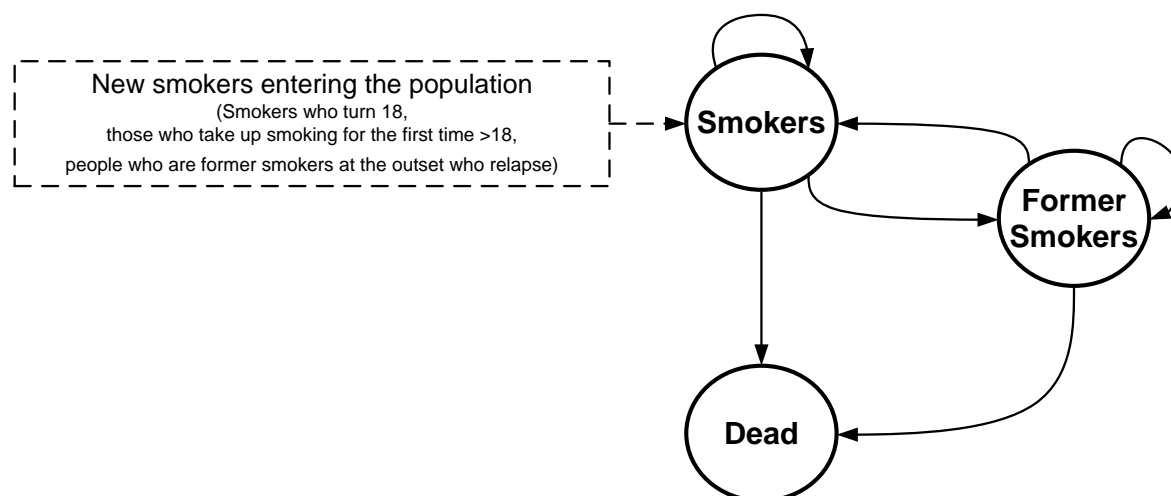 New smokers entering the population
(Smokers who turn 18,
those who take up smoking for the first time >18,
people who are former smokers at the outset who relapse)
Smokers
Former
Smokers
Dead